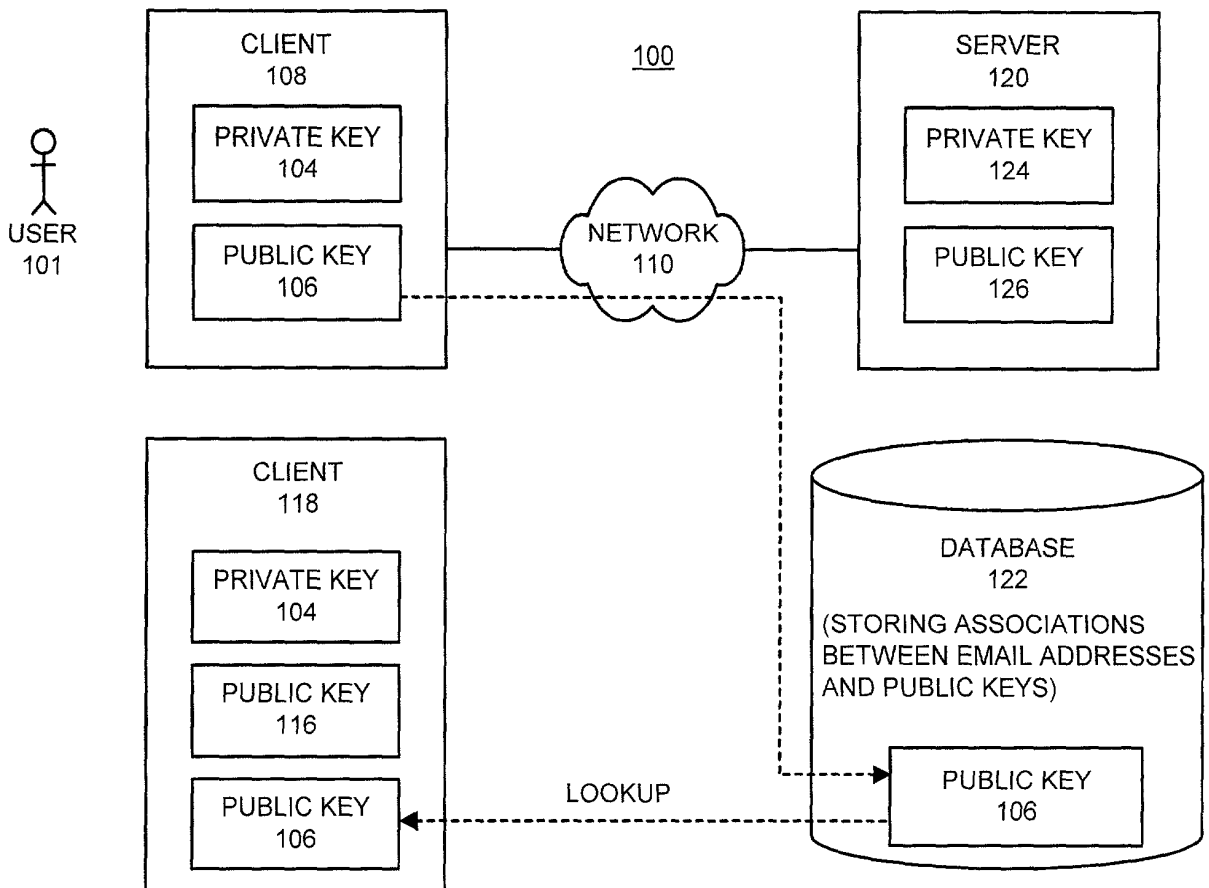 CLIENT
108
PRIVATE KEY
104
PUBLIC KEY
106
USER
101
100
NETWORK
110
SERVER
120
PRIVATE KEY
124
PUBLIC KEY
126
CLIENT
118
PRIVATE KEY
104
PUBLIC KEY
116
PUBLIC KEY
106
LOOKUP
DATABASE
122
(STORING ASSOCIATIONS
BETWEEN EMAIL ADDRESSES
AND PUBLIC KEYS)
PUBLIC KEY
106